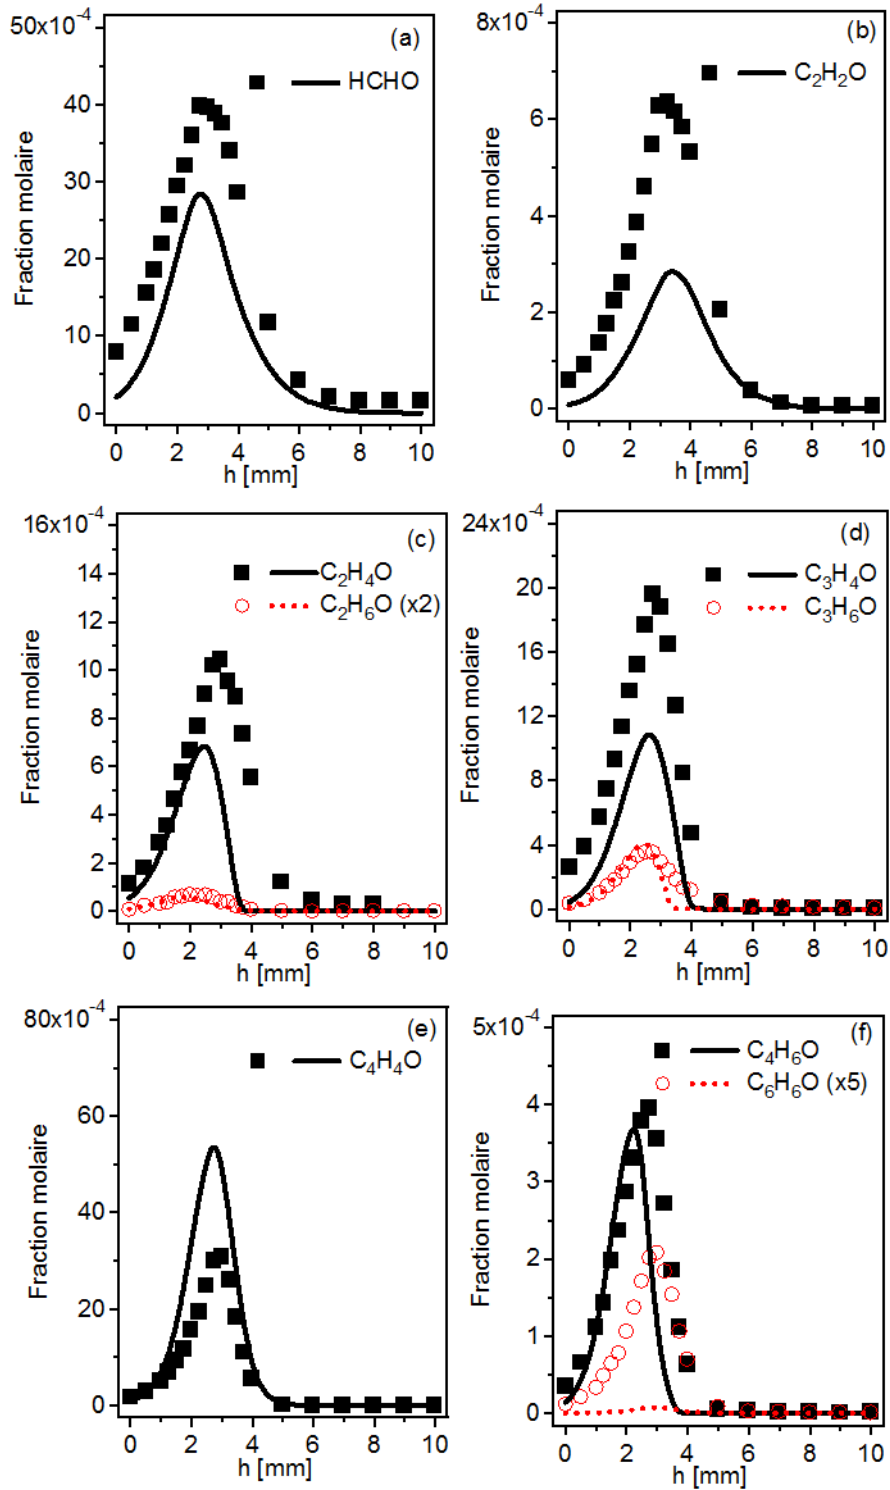 (a)
50x10⁻⁴
HCHO
40
30
20
10
0
Fraction molaire
0 2 4 6 8 10
h [mm]
(b)
8x10⁻⁴
C₂H₂O
6
4
2
0
Fraction molaire
0 2 4 6 8 10
h [mm]
(c)
16x10⁻⁴
C₂H₄O
C₂H₆O (x2)
14
12
10
8
6
4
2
0
Fraction molaire
0 2 4 6 8 10
h [mm]
(d)
24x10⁻⁴
C₃H₄O
C₃H₆O
20
16
12
8
4
0
Fraction molaire
0 2 4 6 8 10
h [mm]
(e)
80x10⁻⁴
C₄H₄O
60
40
20
0
Fraction molaire
0 2 4 6 8 10
h [mm]
(f)
5x10⁻⁴
C₄H₆O
C₆H₆O (x5)
4
3
2
1
0
Fraction molaire
0 2 4 6 8 10
h [mm]